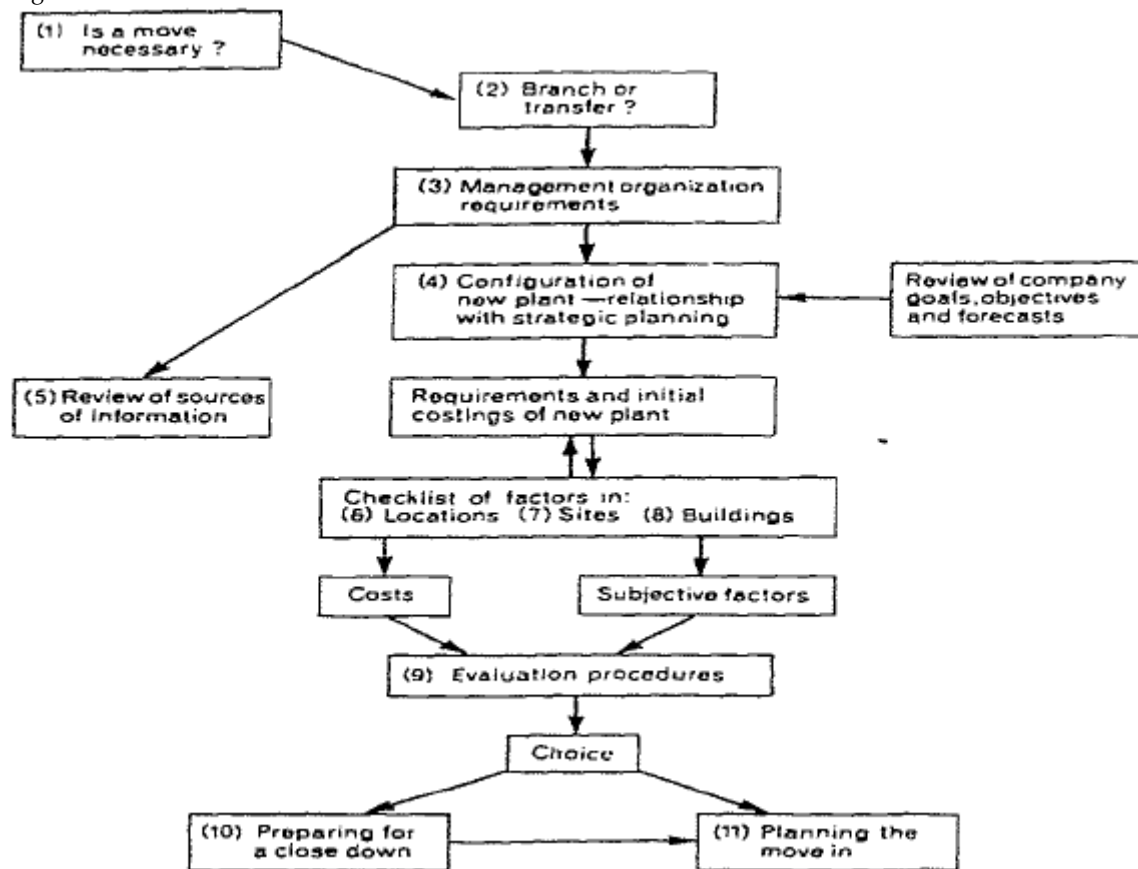 (1) Is a move
necessary ?
(2) Branch or
transfer ?
(3) Management organization
requirements
(4) Configuration of
new plant —relationship
with strategic planning
Review of company
goals, objectives
and forecasts
(5) Review of sources
of information
Requirements and initial
costings of new plant
Checklist of factors in:
(6) Locations (7) Sites (8) Buildings
Costs
Subjective factors
(9) Evaluation procedures
Choice
(10) Preparing for
a close down
(11) Planning the
move in